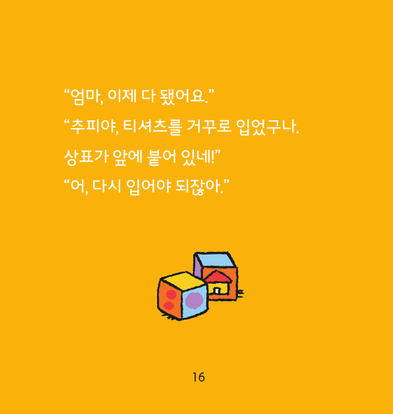 “엄마, 이제 다 됐어요.”
“추피야, 티셔츠를 거꾸로 입었구나.
상표가 앞에 붙어 있네!”
“어, 다시 입어야 되잖아.”
16